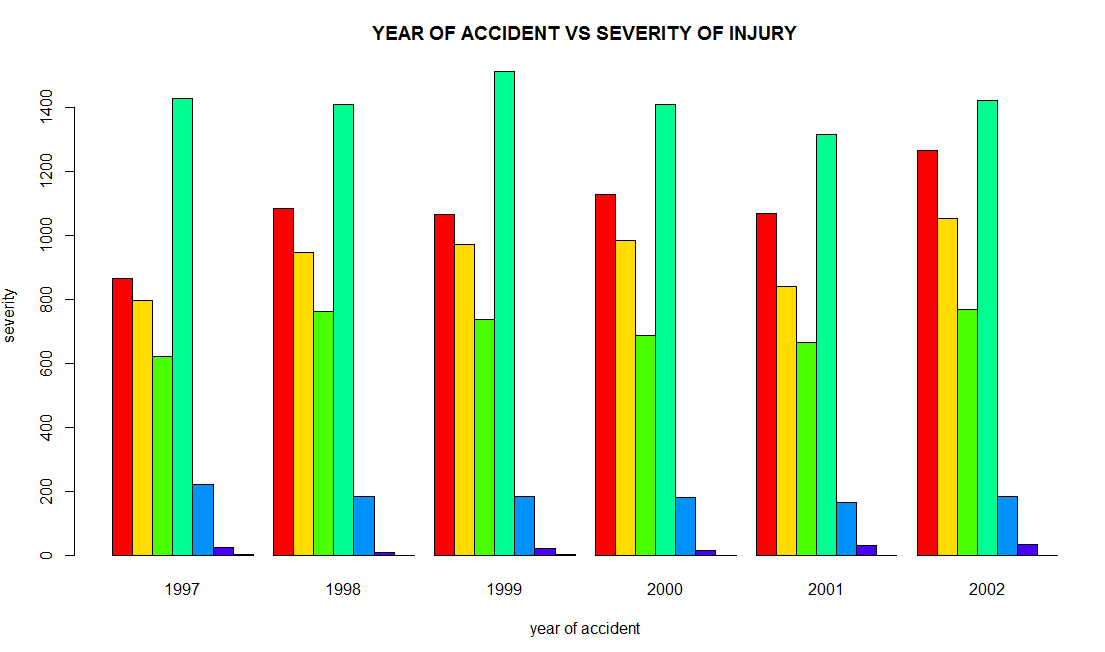 YEAR OF ACCIDENT VS SEVERITY OF INJURY
severity
1400
1200
1000
800
600
400
200
0
1997 1998 1999 2000 2001 2002
year of accident